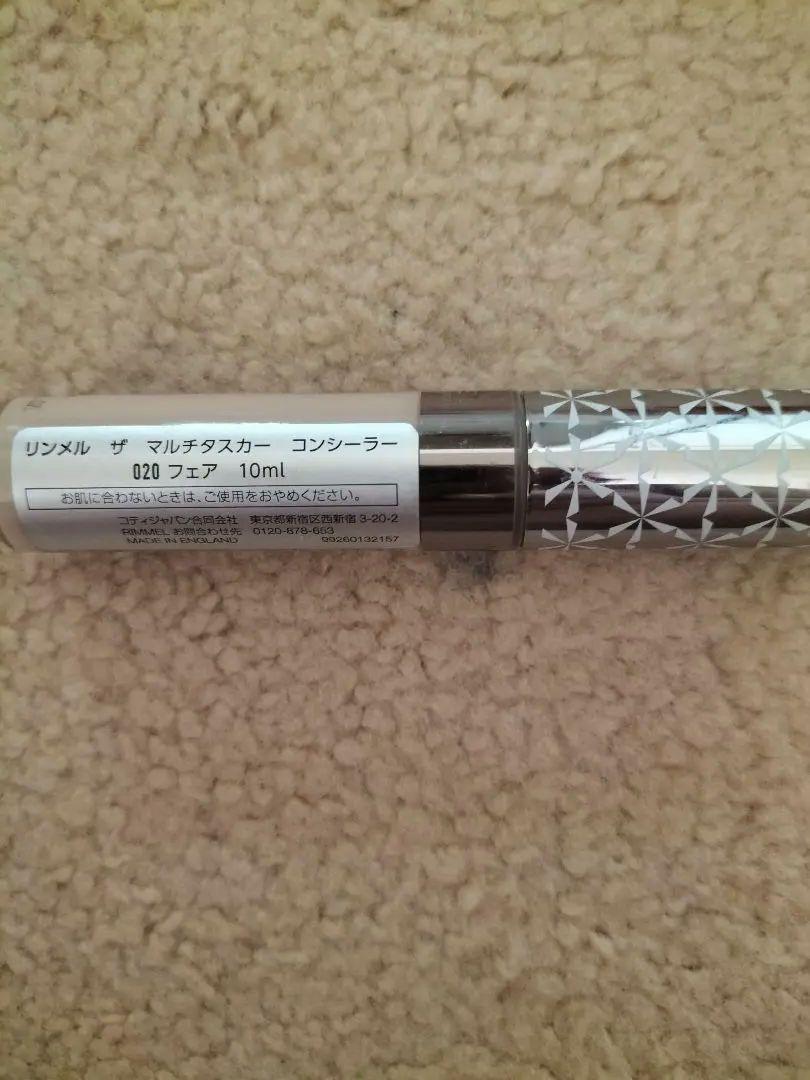 リンメル ザ マルチタスカー コンシーラー
020 フェア 10ml
お肌に合わないときは、ご使用をおやめください。
コティジャパン合同会社 東京都新宿区西新宿 3-20-2
RIMMEL お問合わせ先 0120-878-653
MADE IN ENGLAND 99260132157